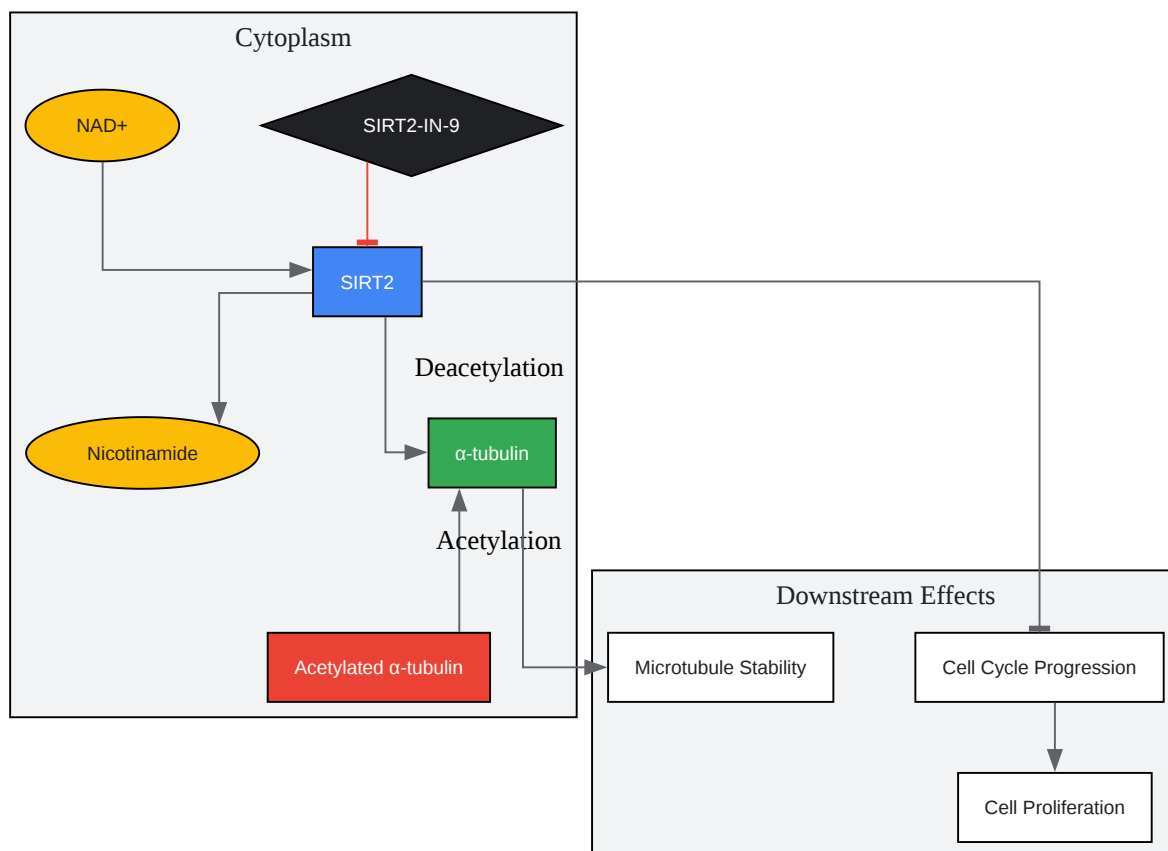 Cytoplasm
NAD+
SIRT2-IN-9
SIRT2
Deacetylation
Nicotinamide
α-tubulin
Acetylation
Downstream Effects
Acetylated α-tubulin
Microtubule Stability
Cell Cycle Progression
Cell Proliferation